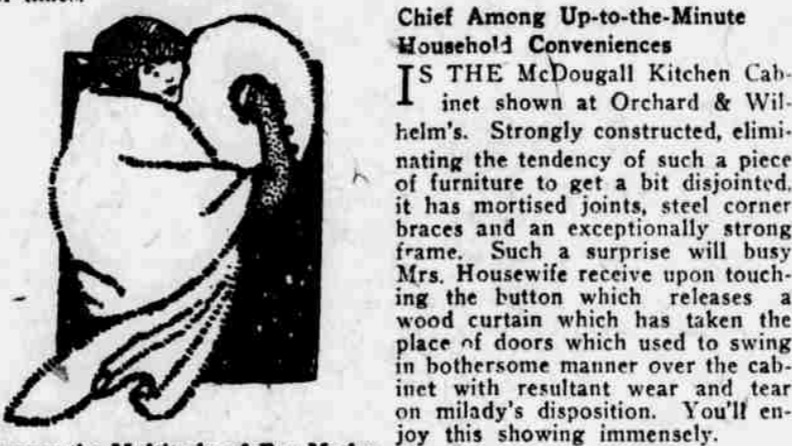 Chief Among Up-to-the-Minute
Household Conveniences
IS THE McDougall Kitchen Cab-
inet shown at Orchard & Wil-
helm's. Strongly constructed, elimi-
nating the tendency of such a piece
of furniture to get a bit disjointed,
it has mortised joints, steel corner
braces and an exceptionally strong
frame. Such a surprise will busy
Mrs. Housewife receive upon touch-
ing the button which releases a
wood curtain which has taken the
place of doors which used to swing
in bothersome manner over the cab-
inet with resultant wear and tear
on milady's disposition. You'll en-
joy this showing immensely.